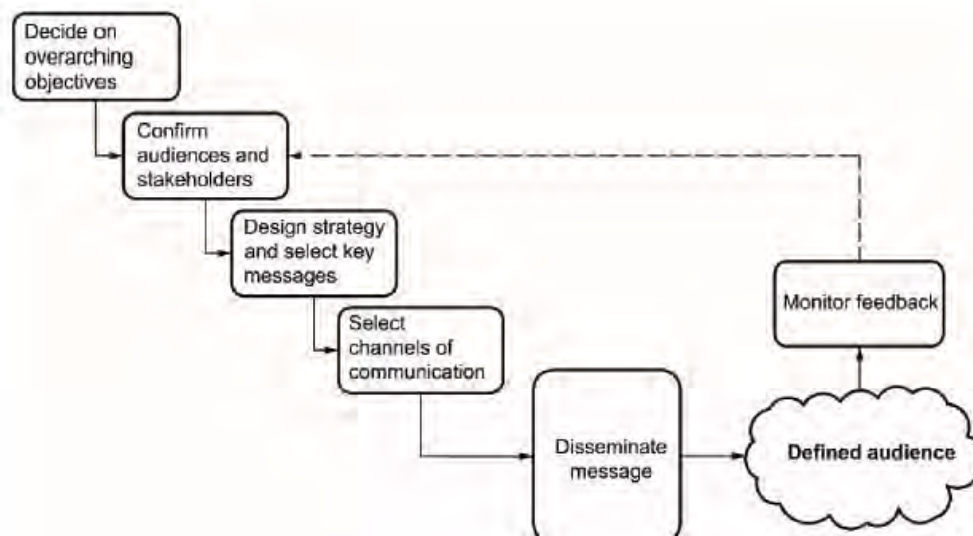 Decide on
overarching
objectives
Confirm
audiences and
stakeholders
Design strategy
and select key
messages
Select
channels of
communication
Disseminate
message
Defined audience
Monitor feedback